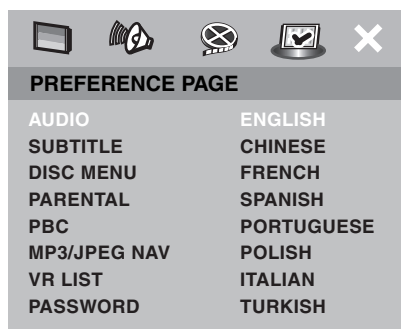 PREFERENCE PAGE
AUDIO ENGLISH
SUBTITLE CHINESE
DISC MENU FRENCH
PARENTAL SPANISH
PBC PORTUGUESE
MP3/JPEG NAV POLISH
VR LIST ITALIAN
PASSWORD TURKISH